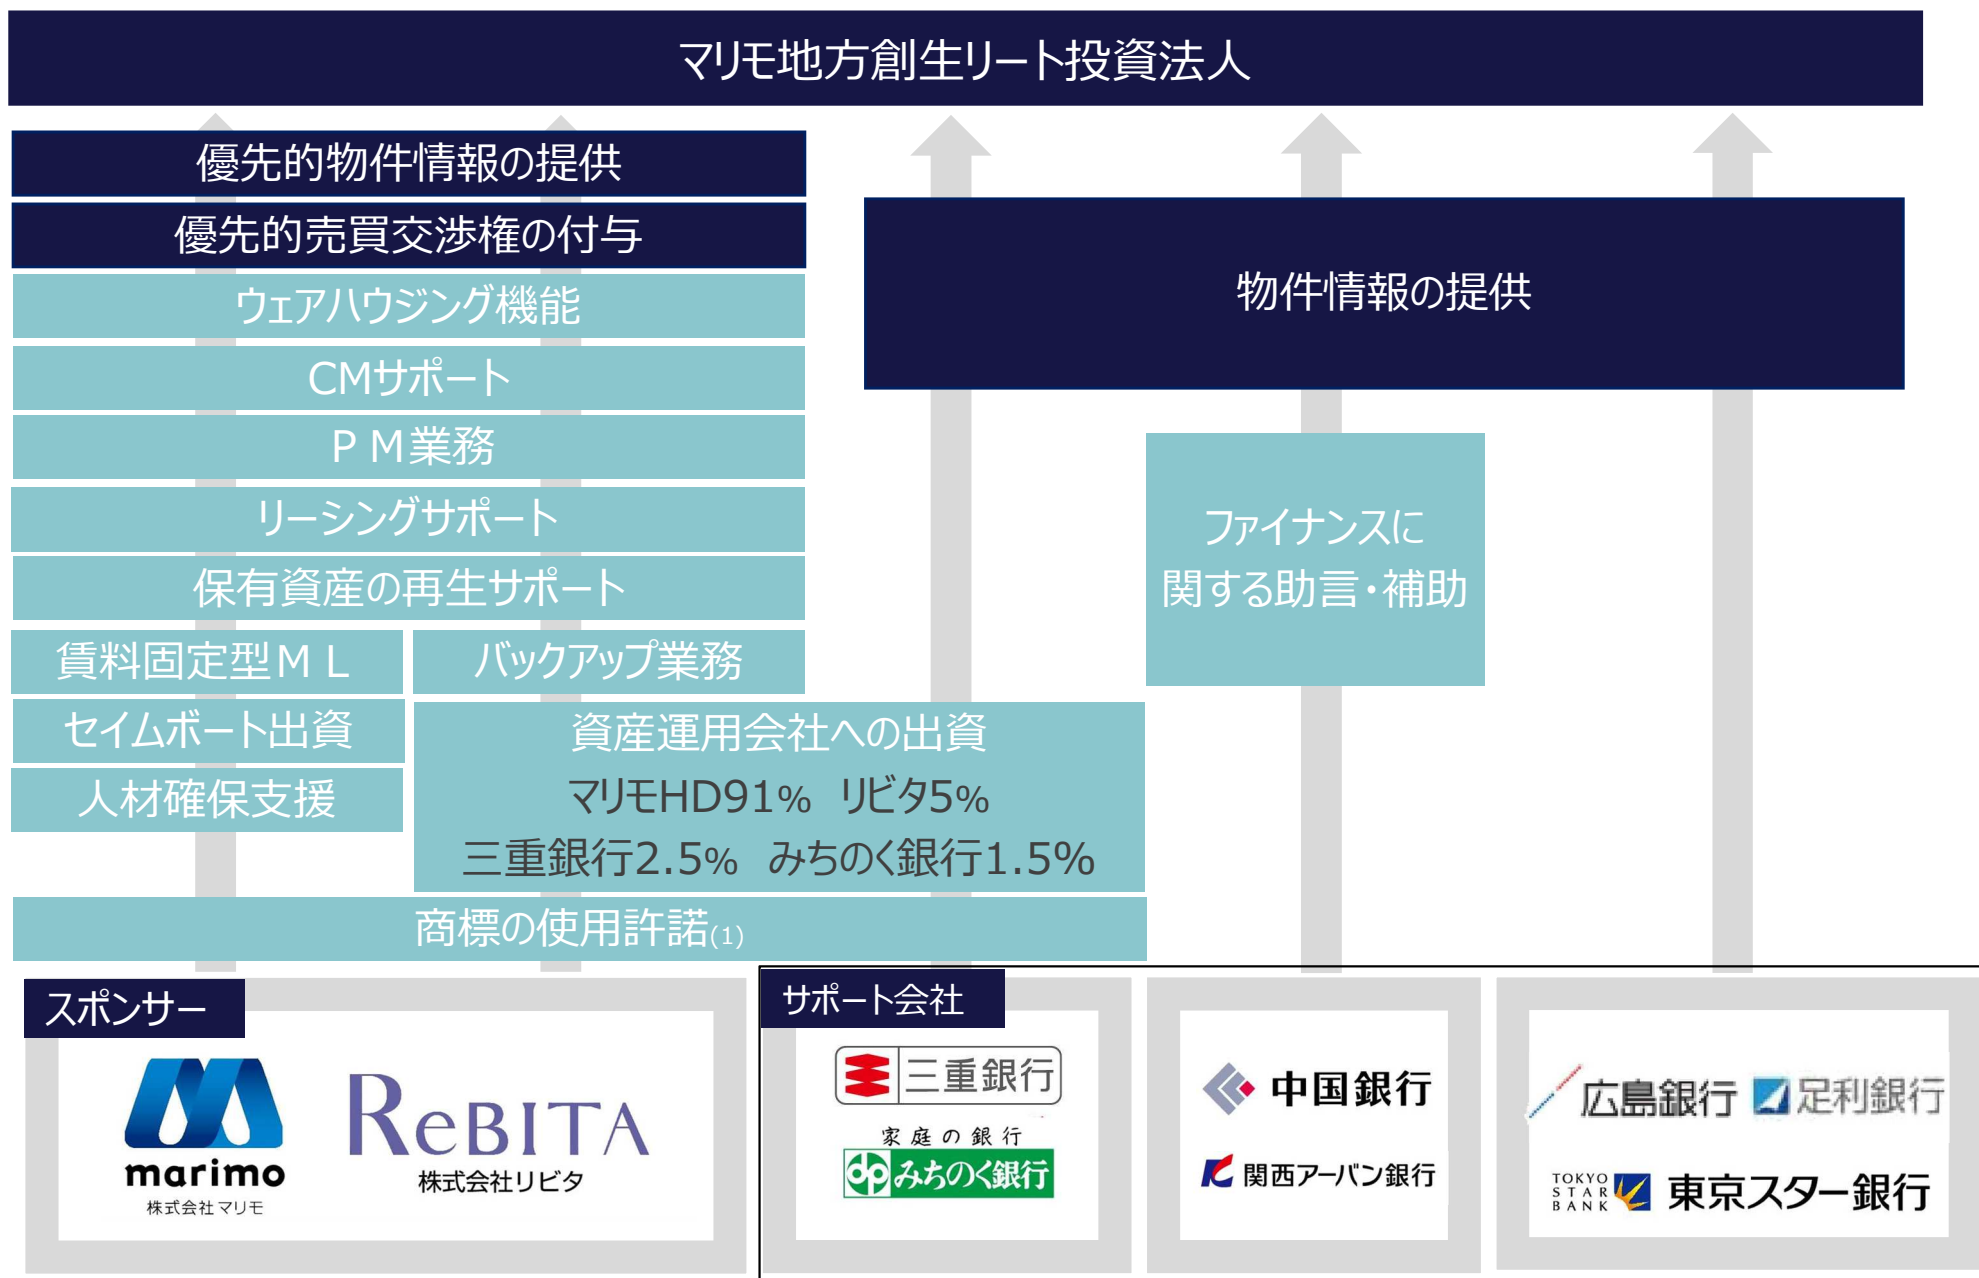 マリモ地方創生リート投資法人
優先的物件情報の提供
優先的売買交渉権の付与
ウェアハウジング機能
CMサポート
ＰＭ業務
リーシングサポート
保有資産の再生サポート
賃料固定型ＭＬ
バックアップ業務
セイムボート出資
人材確保支援
資産運用会社への出資
マリモHD91% リビタ5%
三重銀行2.5% みちのく銀行1.5%
商標の使用許諾(1)
物件情報の提供
ファイナンスに
関する助言・補助
スポンサー
marimo
株式会社マリモ
ReBITA
株式会社リビタ
サポート会社
三重銀行
家庭の銀行
みちのく銀行
中国銀行
関西アーバン銀行
広島銀行
足利銀行
TOKYO
STAR
BANK
東京スター銀行